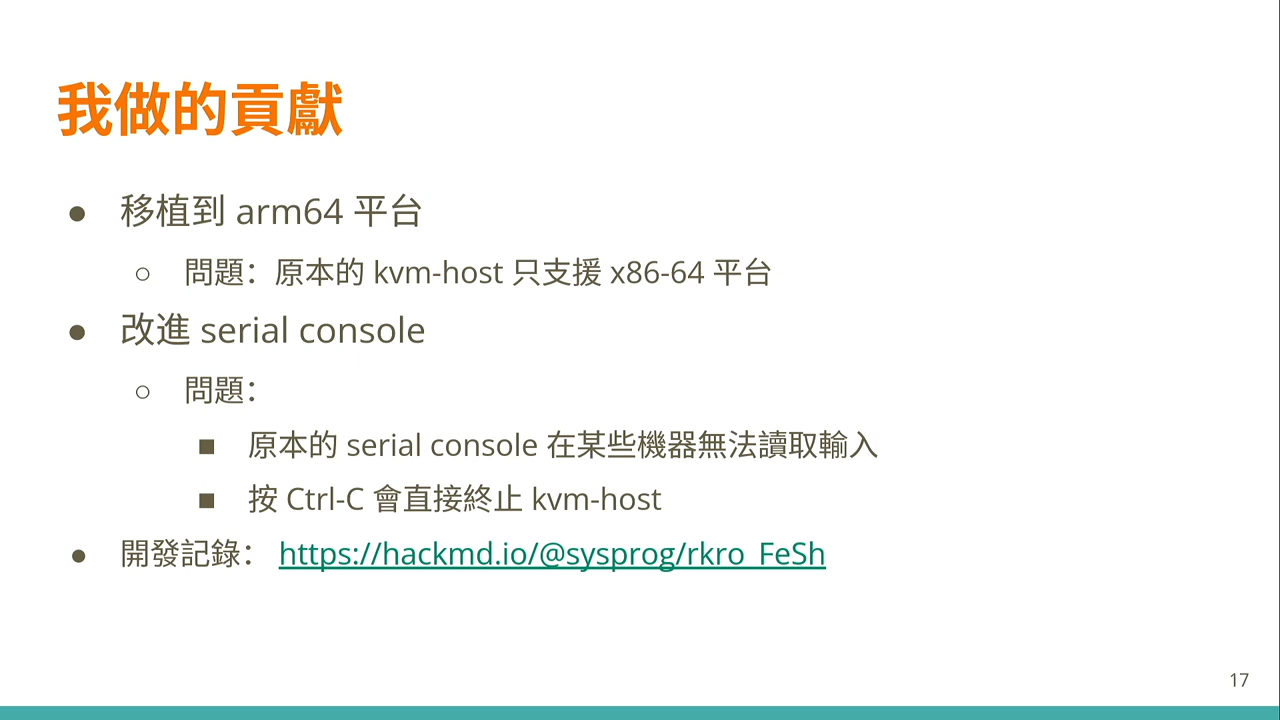 我做的貢獻
● 移植到 arm64 平台
○ 問題：原本的 kvm-host 只支援 x86-64 平台
● 改進 serial console
○ 問題：
■ 原本的 serial console 在某些機器無法讀取輸入
■ 按 Ctrl-C 會直接終止 kvm-host
● 開發記錄： https://hackmd.io/@sysprog/rkro_FeSh
17